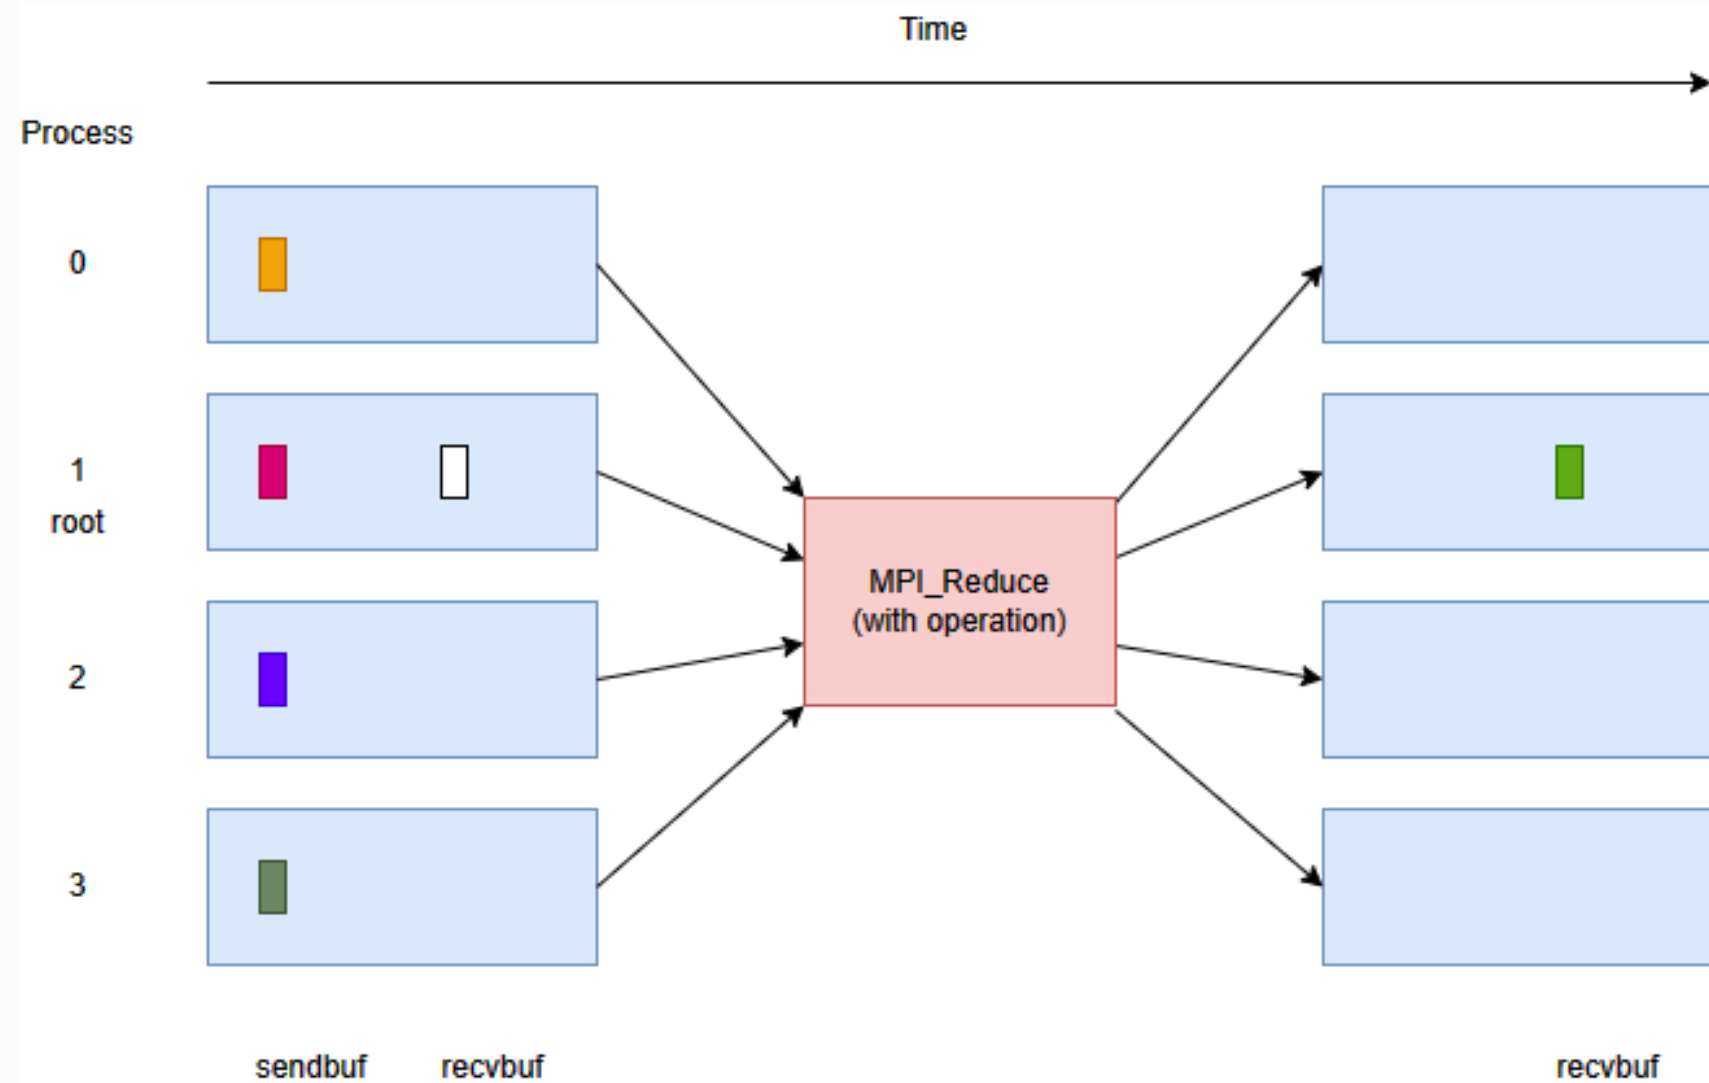 Time
Process
0
1
root
MPI_Reduce
(with operation)
2
3
sendbuf
recvbuf
recvbuf